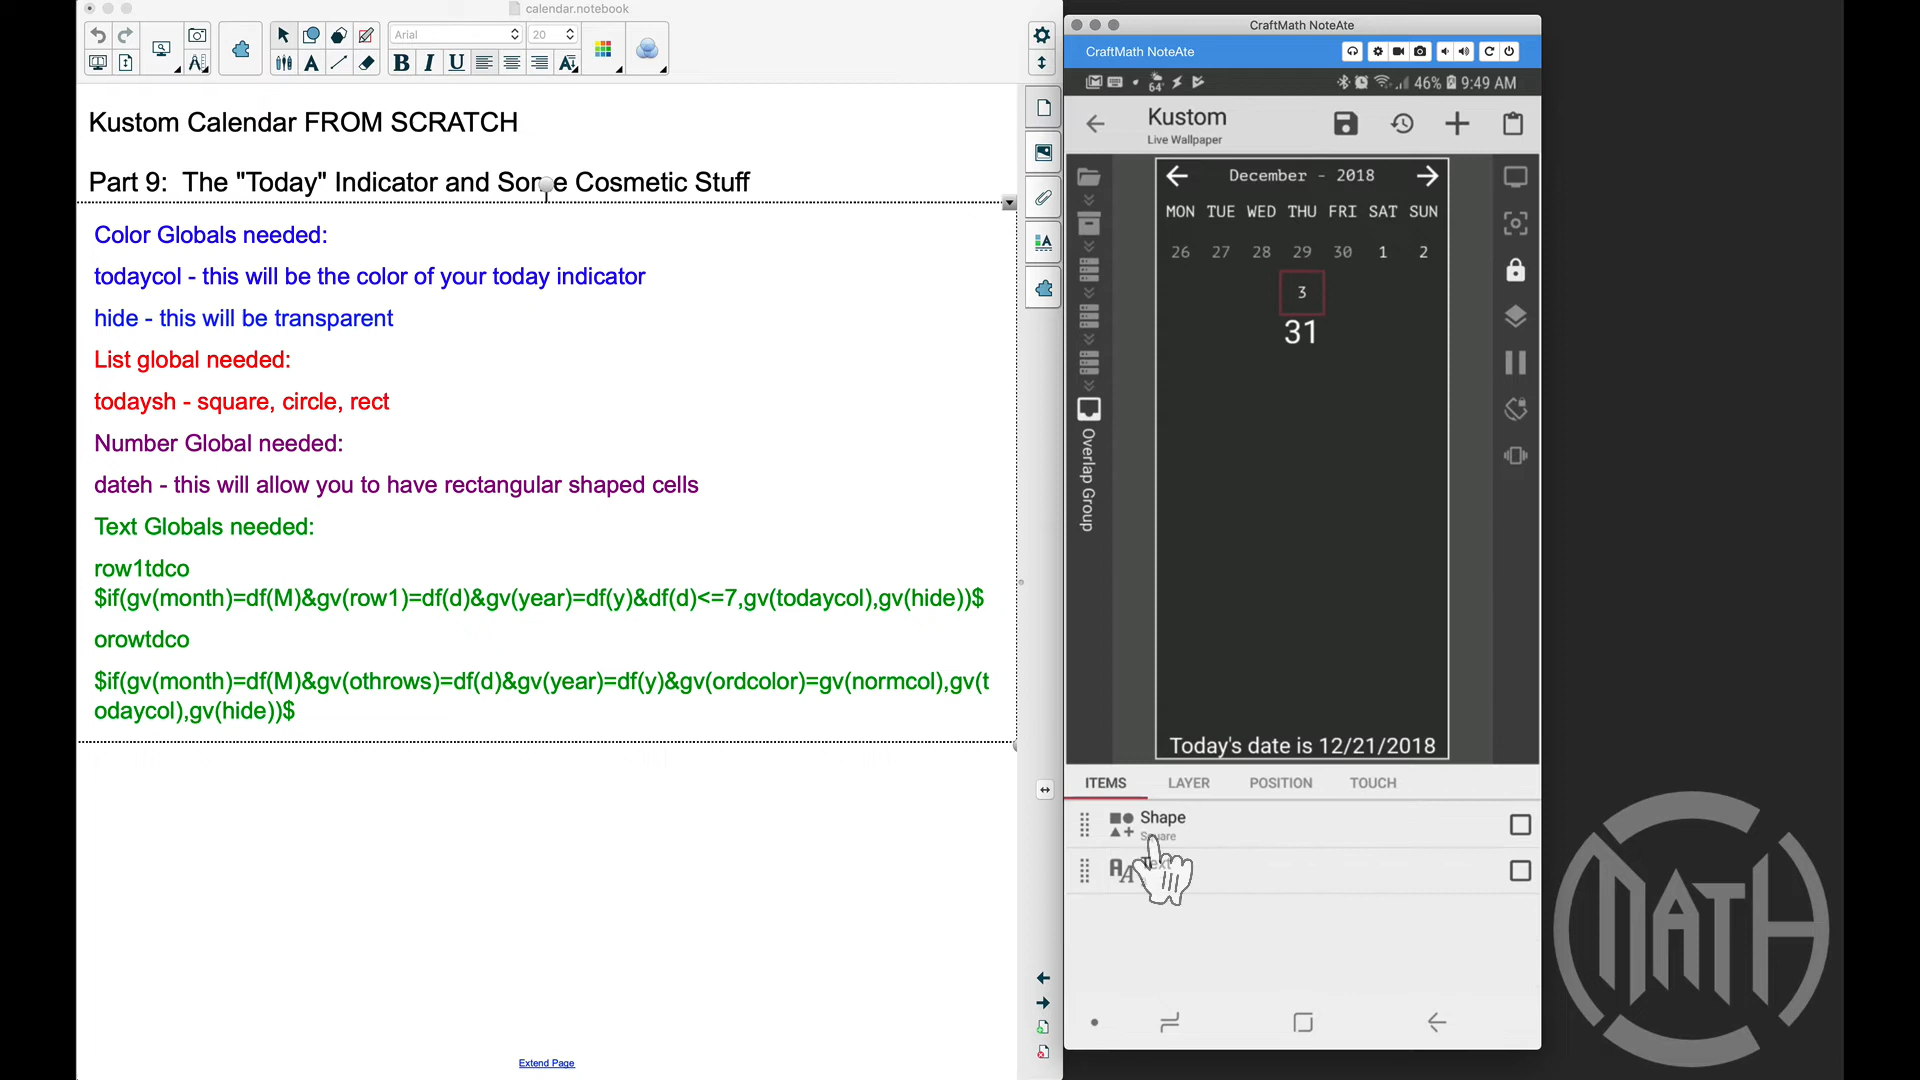 calendar.notebook
Arial
20
Kustom Calendar FROM SCRATCH
Part 9: The "Today" Indicator and Some Cosmetic Stuff
Color Globals needed:
todaycol - this will be the color of your today indicator
hide - this will be transparent
List global needed:
todaysh - square, circle, rect
Number Global needed:
dateh - this will allow you to have rectangular shaped cells
Text Globals needed:
row1tdco
$if(gv(month)=df(M)&gv(row1)=df(d)&gv(year)=df(y)&df(d)<=7,gv(todaycol),gv(hide))$
orowtdco
$if(gv(month)=df(M)&gv(othrows)=df(d)&gv(year)=df(y)&gv(ordcolor)=gv(normcol),gv(t
odaycol),gv(hide))$
Extend Page
CraftMath NoteAte
CraftMath NoteAte
64° 46% 9:49 AM
Kustom
Live Wallpaper
December - 2018
MON TUE WED THU FRI SAT SUN
26 27 28 29 30 1 2
3
31
Overlap Group
Today's date is 12/21/2018
ITEMS LAYER POSITION TOUCH
Shape
Square
Text
MATH